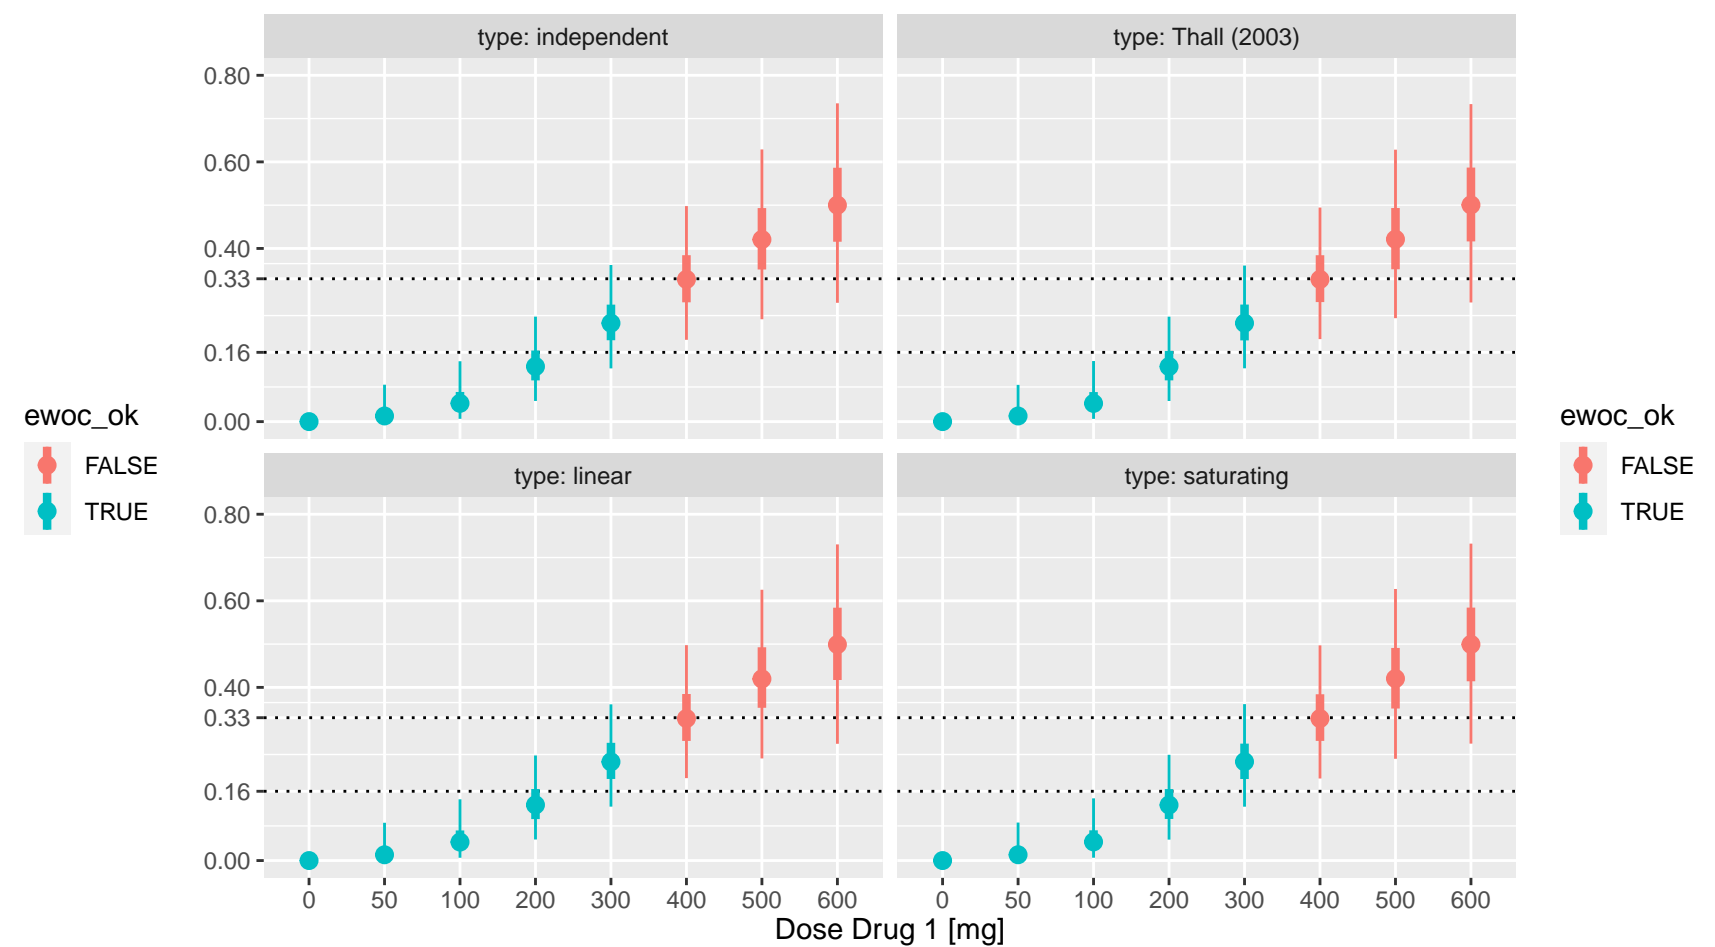 type: independent
type: Thall (2003)
0.80
0.60
0.40
0.33
0.16
0.00
ewoc_ok
FALSE
TRUE
ewoc_ok
FALSE
TRUE
type: linear
type: saturating
0.80
0.60
0.40
0.33
0.16
0.00
0 50 100 200 300 400 500 600
0 50 100 200 300 400 500 600
Dose Drug 1 [mg]